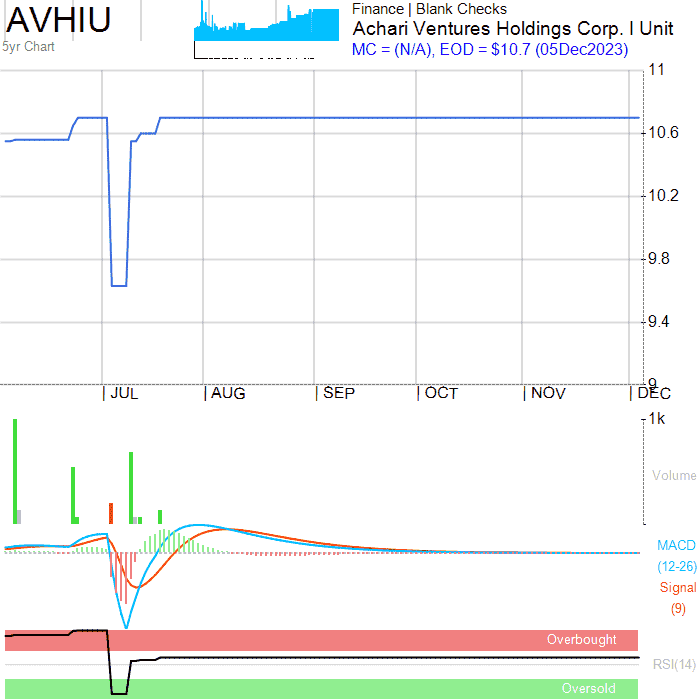 AVHIU
5yr Chart
Finance | Blank Checks
Achari Ventures Holdings Corp. I Unit
MC = (N/A), EOD = $10.7 (05Dec2023)
11
10.6
10.2
9.8
9.4
9
| JUL | AUG | SEP | OCT | NOV | DEC
1k
Volume
MACD
(12-26)
Signal
(9)
Overbought
RSI(14)
Oversold